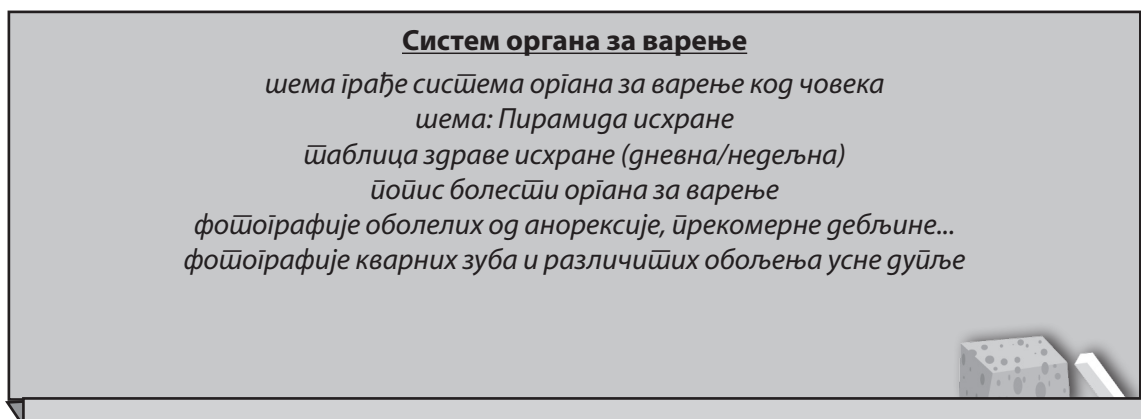 Систем органа за варење
шема грађе система органа за варење код човека
шема: Пирамида исхране
таблица здраве исхране (дневна/недељна)
попис болести органа за варење
фотографије оболелих од анорексије, прекомерне дебљине...
фотографије кварних зуба и различитих обољења усне дупље